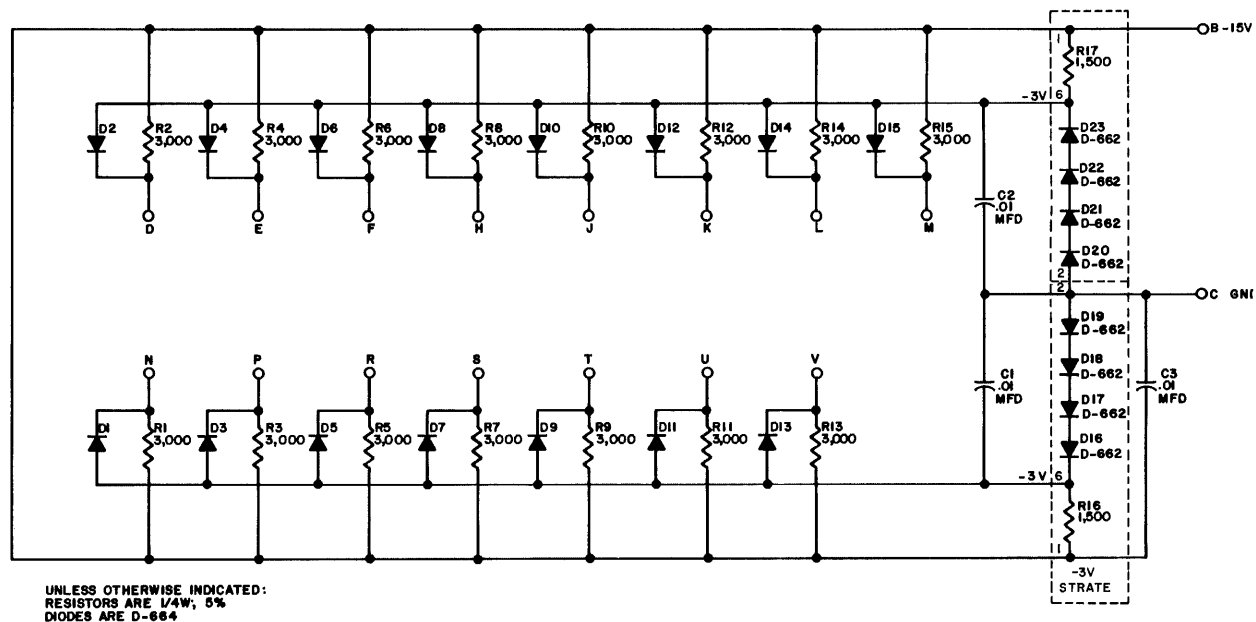 B -15V
1
R17
1,500
-3V 6
D2 R2 3,000 D4 R4 3,000 D6 R6 3,000 D8 R8 3,000 D10 R10 3,000 D12 R12 3,000 D14 R14 3,000 D15 R15 3,000
D23
D-662
D22
D-662
C2
.01
MFD
D21
D-662
D E F H J K L M
D20
D-662
2
2
C GND
D19
D-662
N P R S T U V
D18
D-662
C1
.01
MFD
C3
.01
MFD
D17
D-662
D1 R1 3,000 D3 R3 3,000 D5 R5 3,000 D7 R7 3,000 D9 R9 3,000 D11 R11 3,000 D13 R13 3,000
D16
D-662
-3V 6
R16
1,500
1
-3V
STRATE
UNLESS OTHERWISE INDICATED:
RESISTORS ARE 1/4W; 5%
DIODES ARE D-664